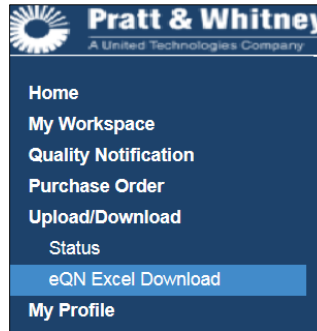 Pratt & Whitney
A United Technologies Company
Home
My Workspace
Quality Notification
Purchase Order
Upload/Download
Status
eQN Excel Download
My Profile